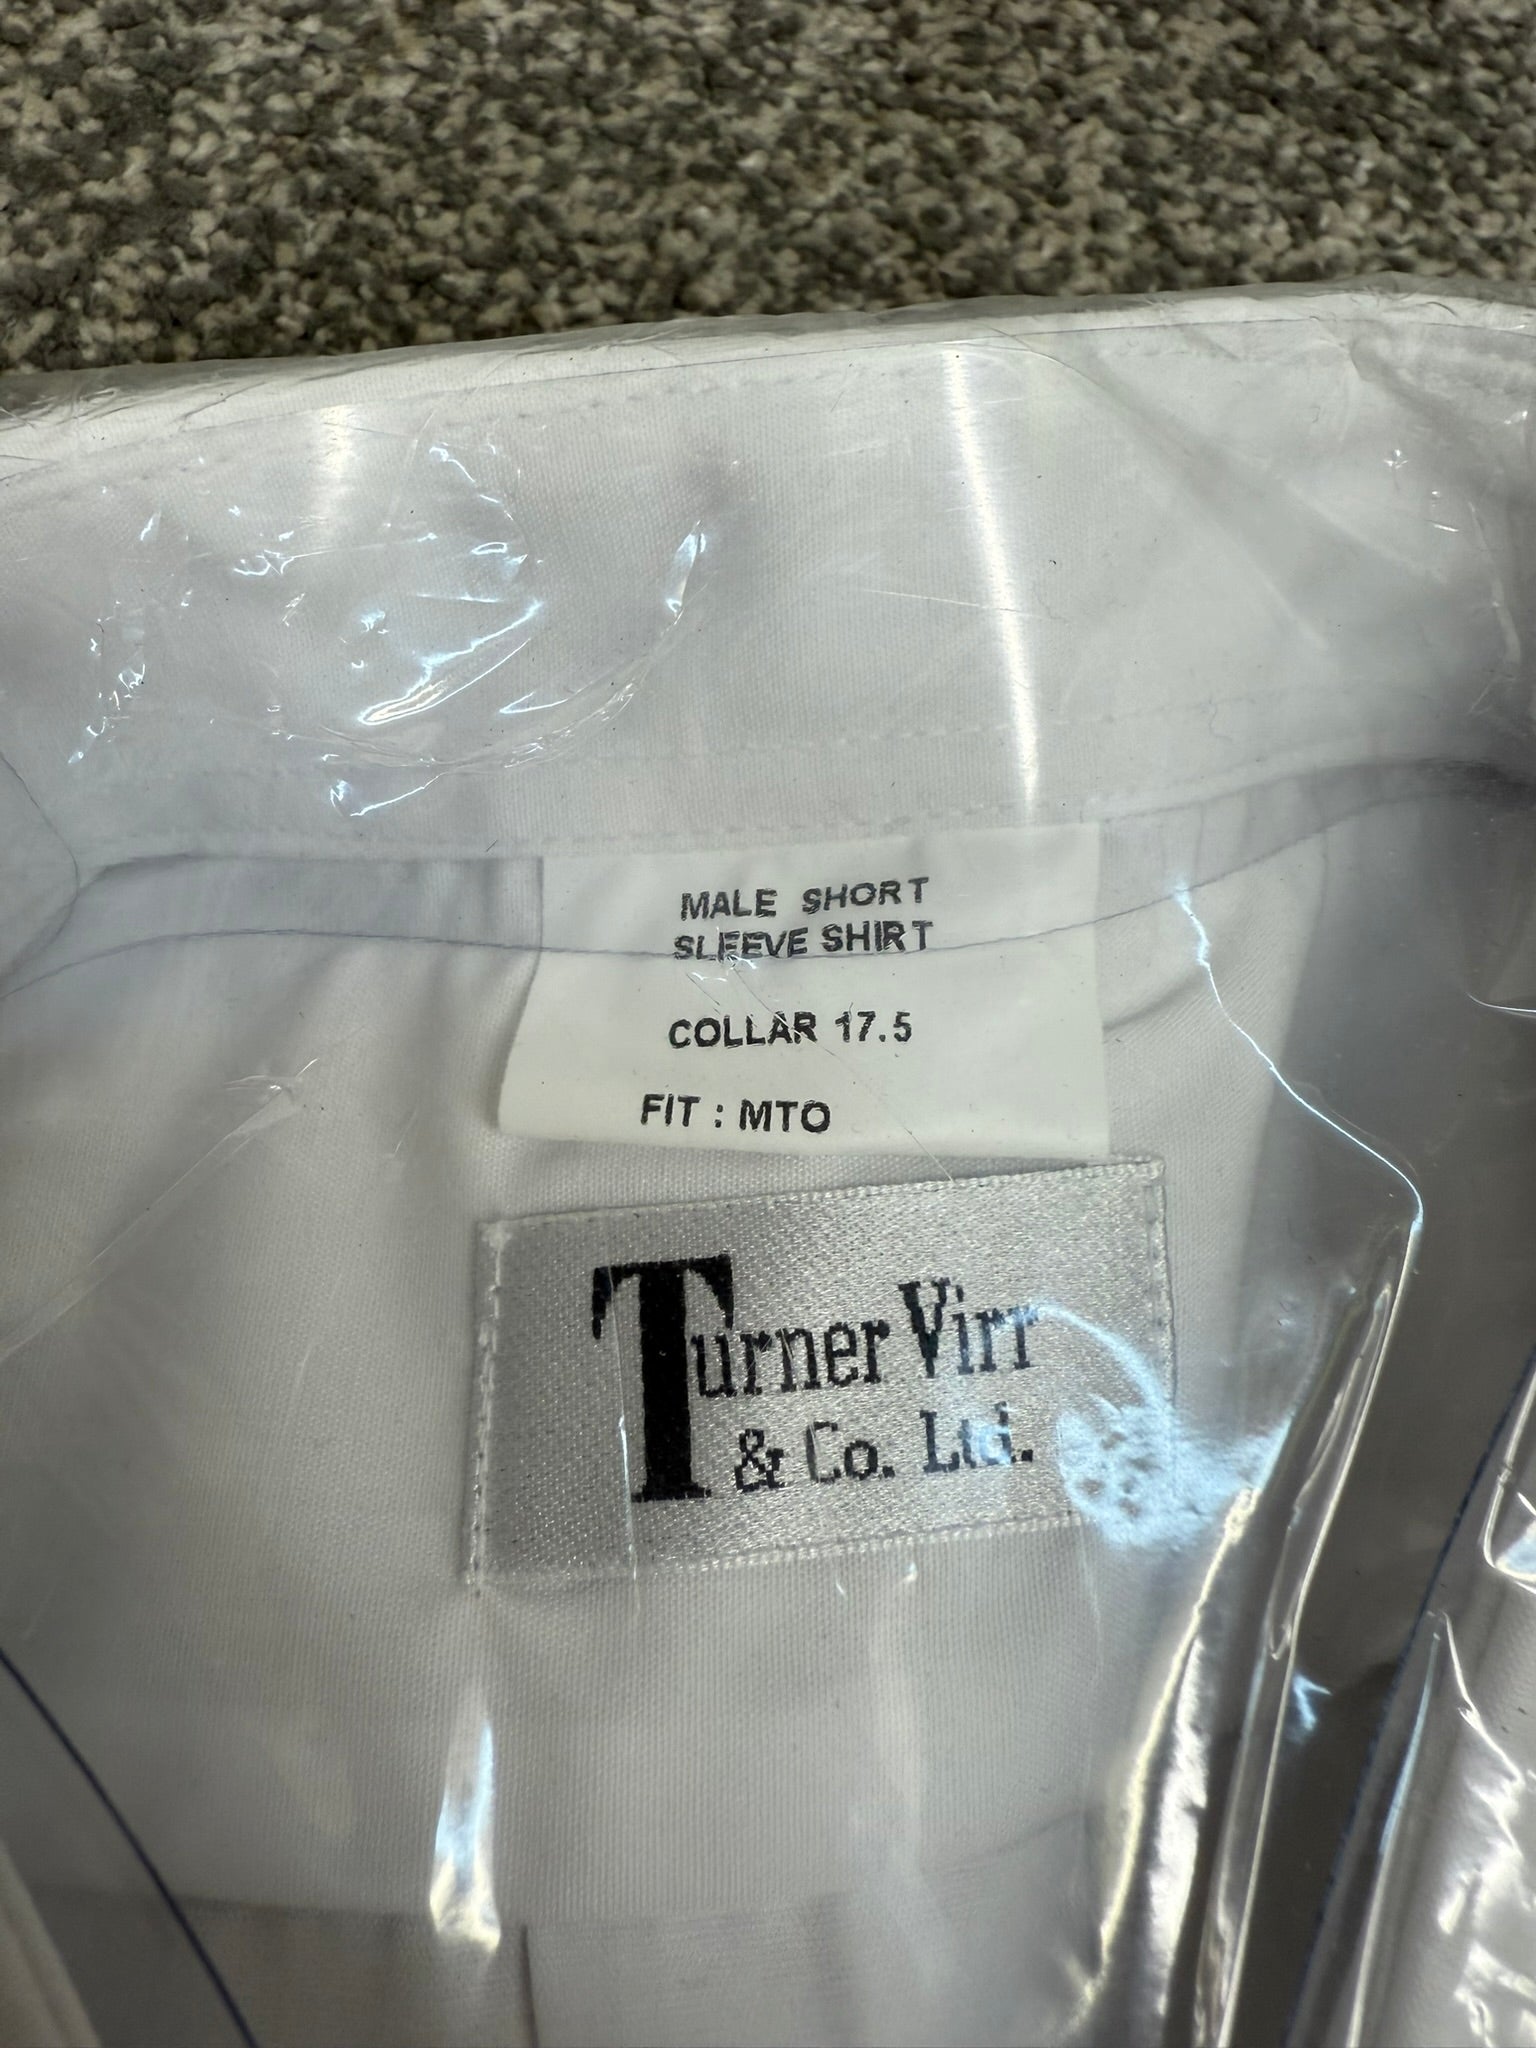 MALE SHORT
SLEEVE SHIRT
COLLAR 17.5
FIT : MTO
Turner Virr
& Co. Ltd.